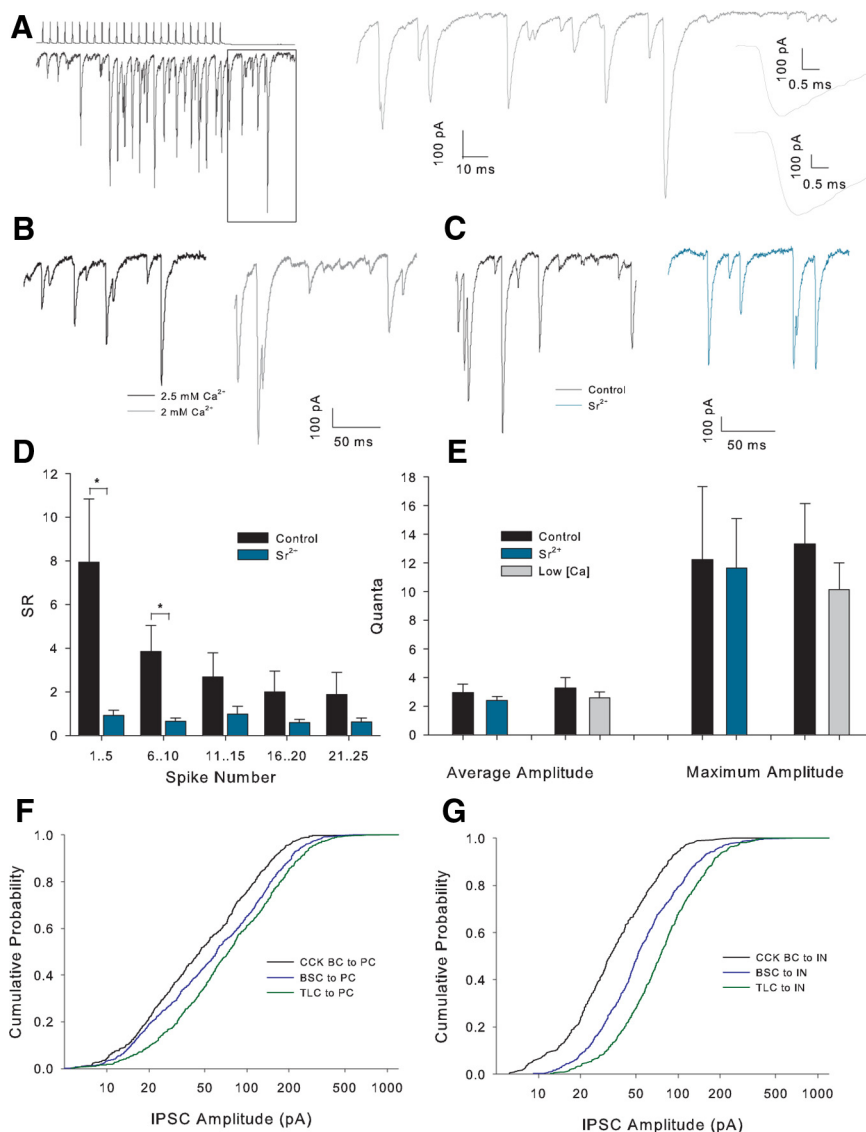 A
100 pA
10 ms
100 pA
0.5 ms
100 pA
0.5 ms
B
2.5 mM Ca²⁺
2 mM Ca²⁺
100 pA
50 ms
C
Control
Sr²⁺
100 pA
50 ms
D
12
10
8
6
4
2
0
SR
*
*
Control
Sr²⁺
1..5
6..10
11..15
16..20
21..25
Spike Number
E
18
16
14
12
10
8
6
4
2
0
Quanta
Control
Sr²⁺
Low [Ca]
Average Amplitude
Maximum Amplitude
F
1.0
0.8
0.6
0.4
0.2
0.0
Cumulative Probability
CCK BC to PC
BSC to PC
TLC to PC
10 20 50 100 200 500 1000
IPSC Amplitude (pA)
G
1.0
0.8
0.6
0.4
0.2
0.0
Cumulative Probability
CCK BC to IN
BSC to IN
TLC to IN
10 20 50 100 200 500 1000
IPSC Amplitude (pA)